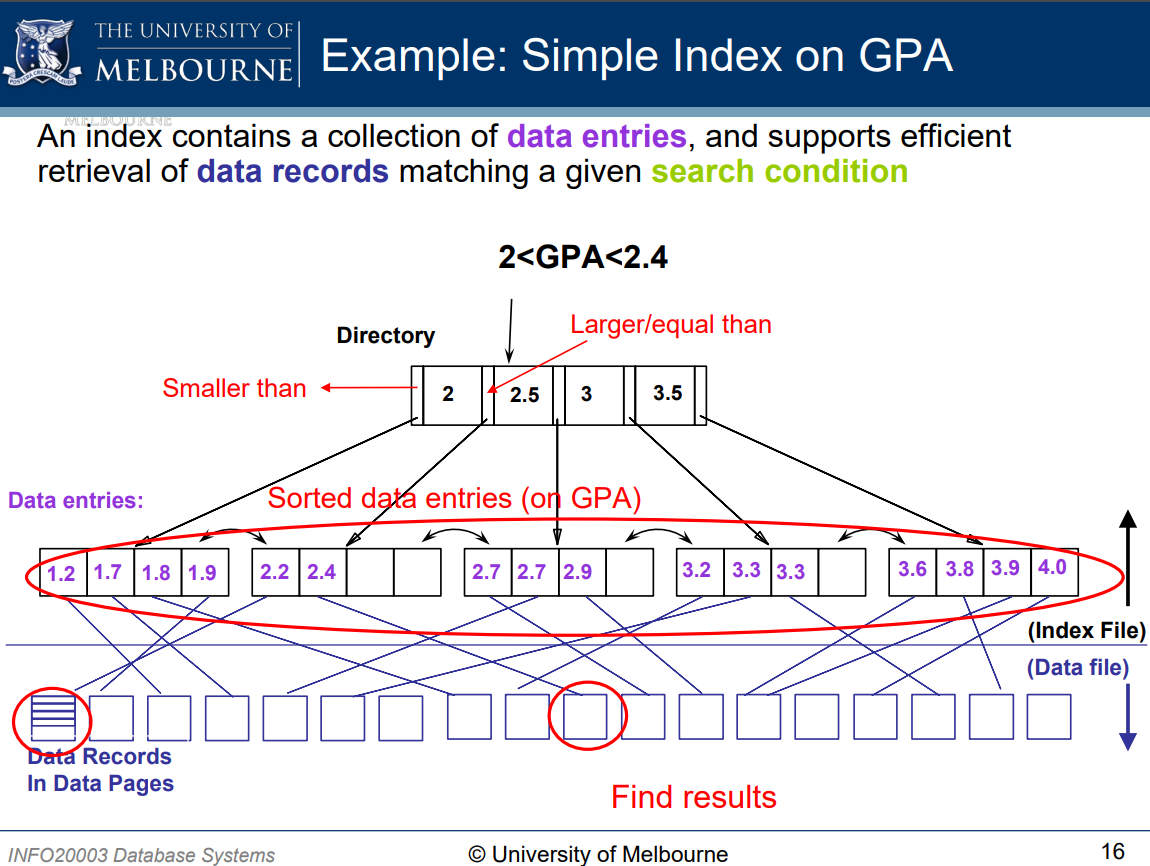 THE UNIVERSITY OF
MELBOURNE
Example: Simple Index on GPA
MELBOURNE
An index contains a collection of data entries, and supports efficient
retrieval of data records matching a given search condition
2<GPA<2.4
Directory
Larger/equal than
Smaller than
2 2.5 3 3.5
Data entries:
Sorted data entries (on GPA)
1.2 1.7 1.8 1.9 2.2 2.4 2.7 2.7 2.9 3.2 3.3 3.3 3.6 3.8 3.9 4.0
(Index File)
(Data file)
Data Records
In Data Pages
Find results
INFO20003 Database Systems
© University of Melbourne
16